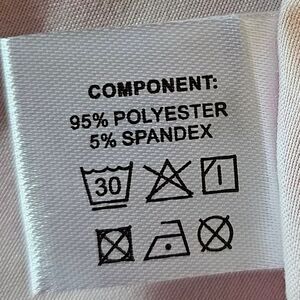 COMPONENT:
95% POLYESTER
5% SPANDEX
30